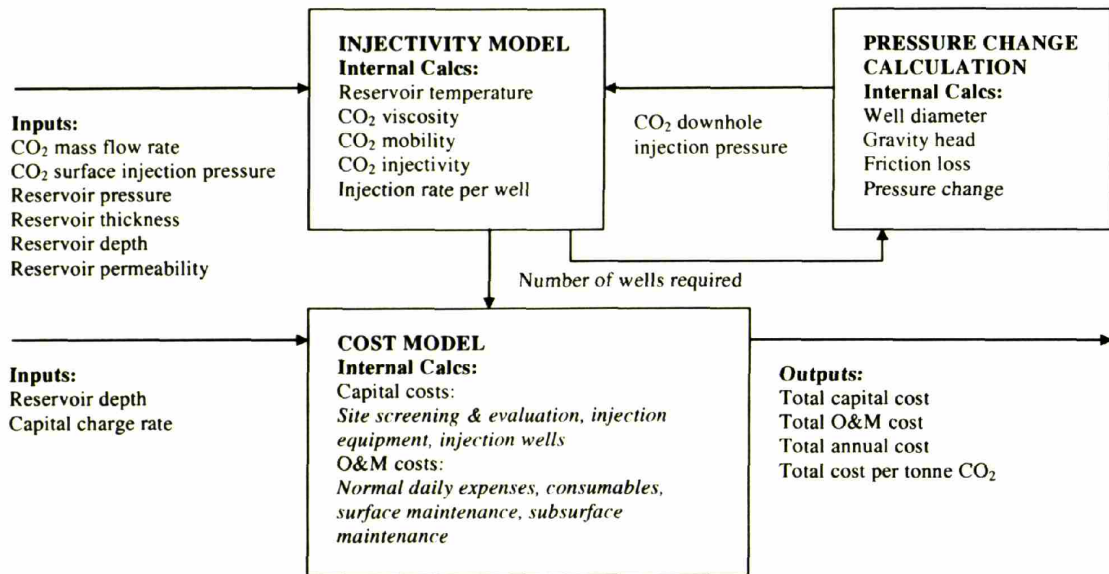 INJECTIVITY MODEL
Internal Calcs:
Reservoir temperature
CO₂ viscosity
CO₂ mobility
CO₂ injectivity
Injection rate per well
PRESSURE CHANGE
CALCULATION
Internal Calcs:
Well diameter
Gravity head
Friction loss
Pressure change
Inputs:
CO₂ mass flow rate
CO₂ surface injection pressure
Reservoir pressure
Reservoir thickness
Reservoir depth
Reservoir permeability
CO₂ downhole
injection pressure
Number of wells required
COST MODEL
Internal Calcs:
Capital costs:
Site screening & evaluation, injection
equipment, injection wells
O&M costs:
Normal daily expenses, consumables,
surface maintenance, subsurface
maintenance
Inputs:
Reservoir depth
Capital charge rate
Outputs:
Total capital cost
Total O&M cost
Total annual cost
Total cost per tonne CO₂